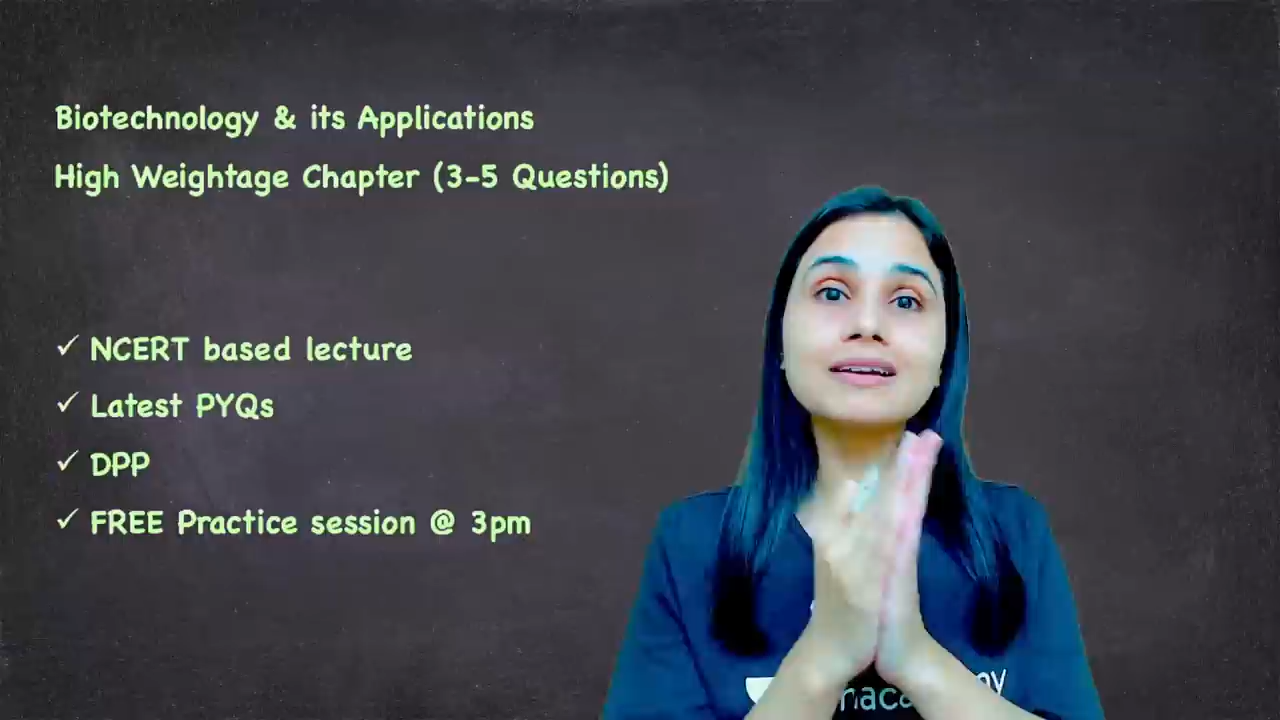 Biotechnology & its Applications
High Weightage Chapter (3-5 Questions)
✓ NCERT based lecture
✓ Latest PYQs
✓ DPP
✓ FREE Practice session @ 3pm